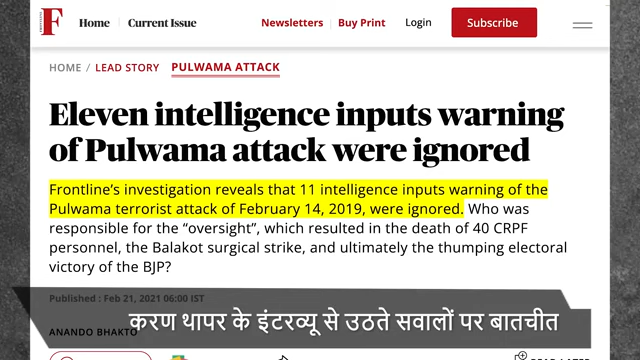 F Home Current Issue Newsletters Buy Print Login Subscribe
HOME / LEAD STORY PULWAMA ATTACK
Eleven intelligence inputs warning
of Pulwama attack were ignored
Frontline's investigation reveals that 11 intelligence inputs warning of the
Pulwama terrorist attack of February 14, 2019, were ignored. Who was
responsible for the “oversight”, which resulted in the death of 40 CRPF
personnel, the Balakot surgical strike, and ultimately the thumping electoral
victory of the BJP?
Published : Feb 21, 2021 06:00 IST
करण थापर के इंटरव्यू से उठते सवालों पर बातचीत
ANANDO BHAKTO